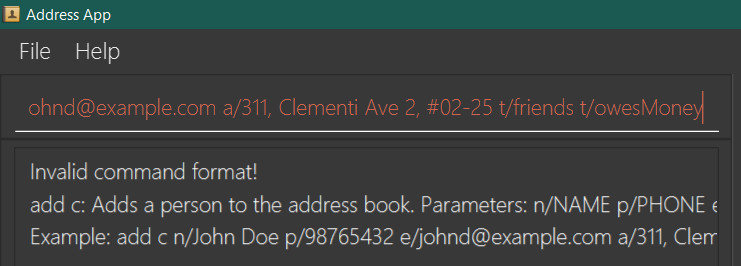 Address App
File Help
ohnd@example.com a/311, Clementi Ave 2, #02-25 t/friends t/owesMoney
Invalid command format!
add c: Adds a person to the address book. Parameters: n/NAME p/PHONE e
Example: add c n/John Doe p/98765432 e/johnd@example.com a/311, Clem